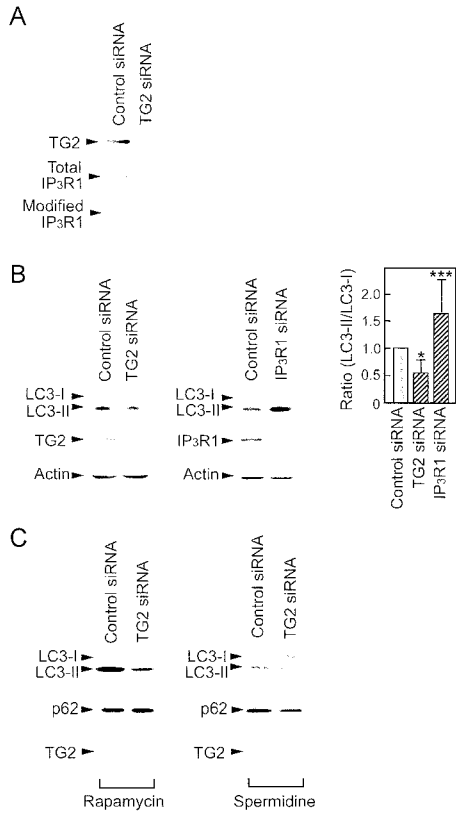 A
Control siRNA
TG2 siRNA
TG2
Total
IP3R1
Modified
IP3R1
B
Control siRNA
TG2 siRNA
LC3-I
LC3-II
TG2
Actin
Control siRNA
IP3R1 siRNA
LC3-I
LC3-II
IP3R1
Actin
Ratio (LC3-II/LC3-I)
2.0
1.0
0.5
0
*
***
Control siRNA
TG2 siRNA
IP3R1 siRNA
C
Control siRNA
TG2 siRNA
LC3-I
LC3-II
p62
TG2
Rapamycin
Control siRNA
TG2 siRNA
LC3-I
LC3-II
p62
TG2
Spermidine